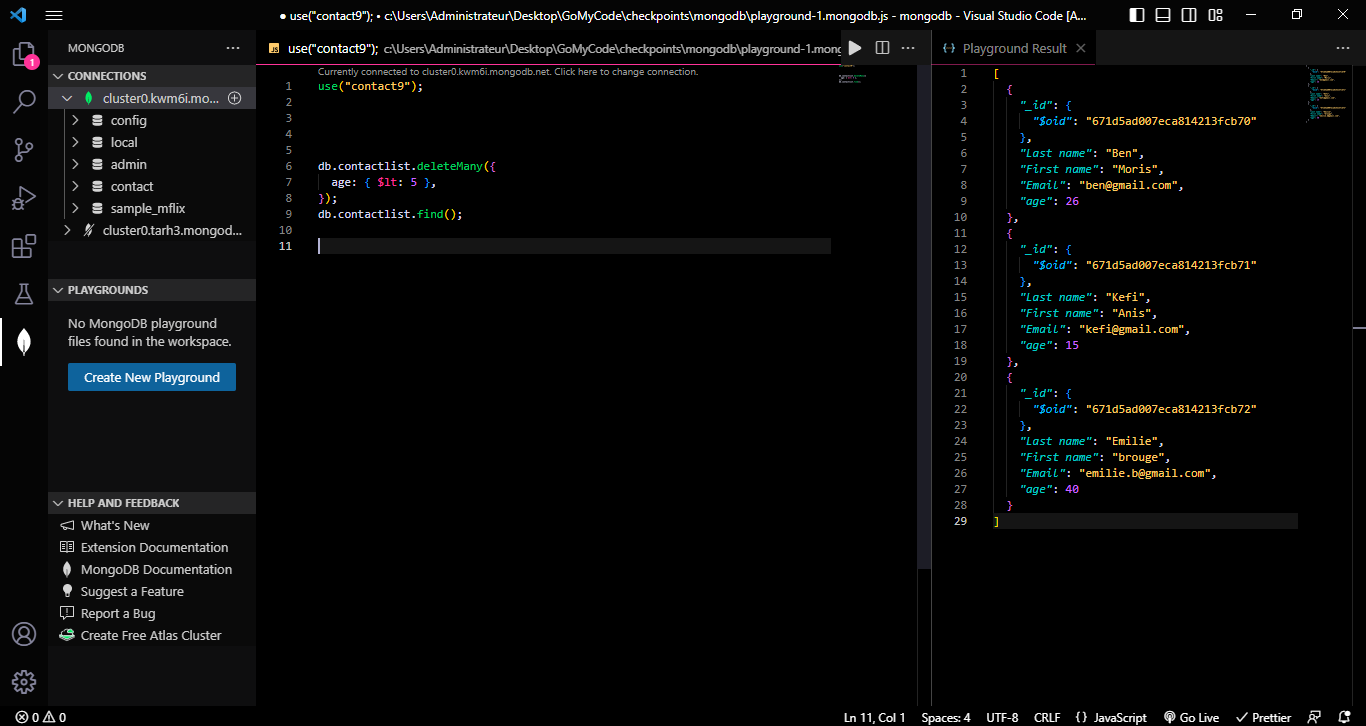 ● use("contact9"); • c:\Users\Administrateur\Desktop\GoMyCode\checkpoints\mongodb\playground-1.mongodb.js - mongodb - Visual Studio Code [A...
1
MONGODB
CONNECTIONS
cluster0.kwm6i.mo...
config
local
admin
contact
sample_mflix
cluster0.tarh3.mongod...
PLAYGROUNDS
No MongoDB playground
files found in the workspace.
Create New Playground
HELP AND FEEDBACK
What's New
Extension Documentation
MongoDB Documentation
Suggest a Feature
Report a Bug
Create Free Atlas Cluster
JS use("contact9"); c:\Users\Administrateur\Desktop\GoMyCode\checkpoints\mongodb\playground-1.mong
Currently connected to cluster0.kwm6i.mongodb.net. Click here to change connection.
1 use("contact9");
2
3
4
5
6 db.contactlist.deleteMany({
7 age: { $lt: 5 },
8 });
9 db.contactlist.find();
10
11
Playground Result
1 [
2 {
3 "_id": {
4 "$oid": "671d5ad007eca814213fcb70"
5 },
6 "Last name": "Ben",
7 "First name": "Moris",
8 "Email": "ben@gmail.com",
9 "age": 26
10 },
11 {
12 "_id": {
13 "$oid": "671d5ad007eca814213fcb71"
14 },
15 "Last name": "Kefi",
16 "First name": "Anis",
17 "Email": "kefi@gmail.com",
18 "age": 15
19 },
20 {
21 "_id": {
22 "$oid": "671d5ad007eca814213fcb72"
23 },
24 "Last name": "Emilie",
25 "First name": "brouge",
26 "Email": "emilie.b@gmail.com",
27 "age": 40
28 }
29 ]
0 0 Ln 11, Col 1 Spaces: 4 UTF-8 CRLF {} JavaScript Go Live Prettier